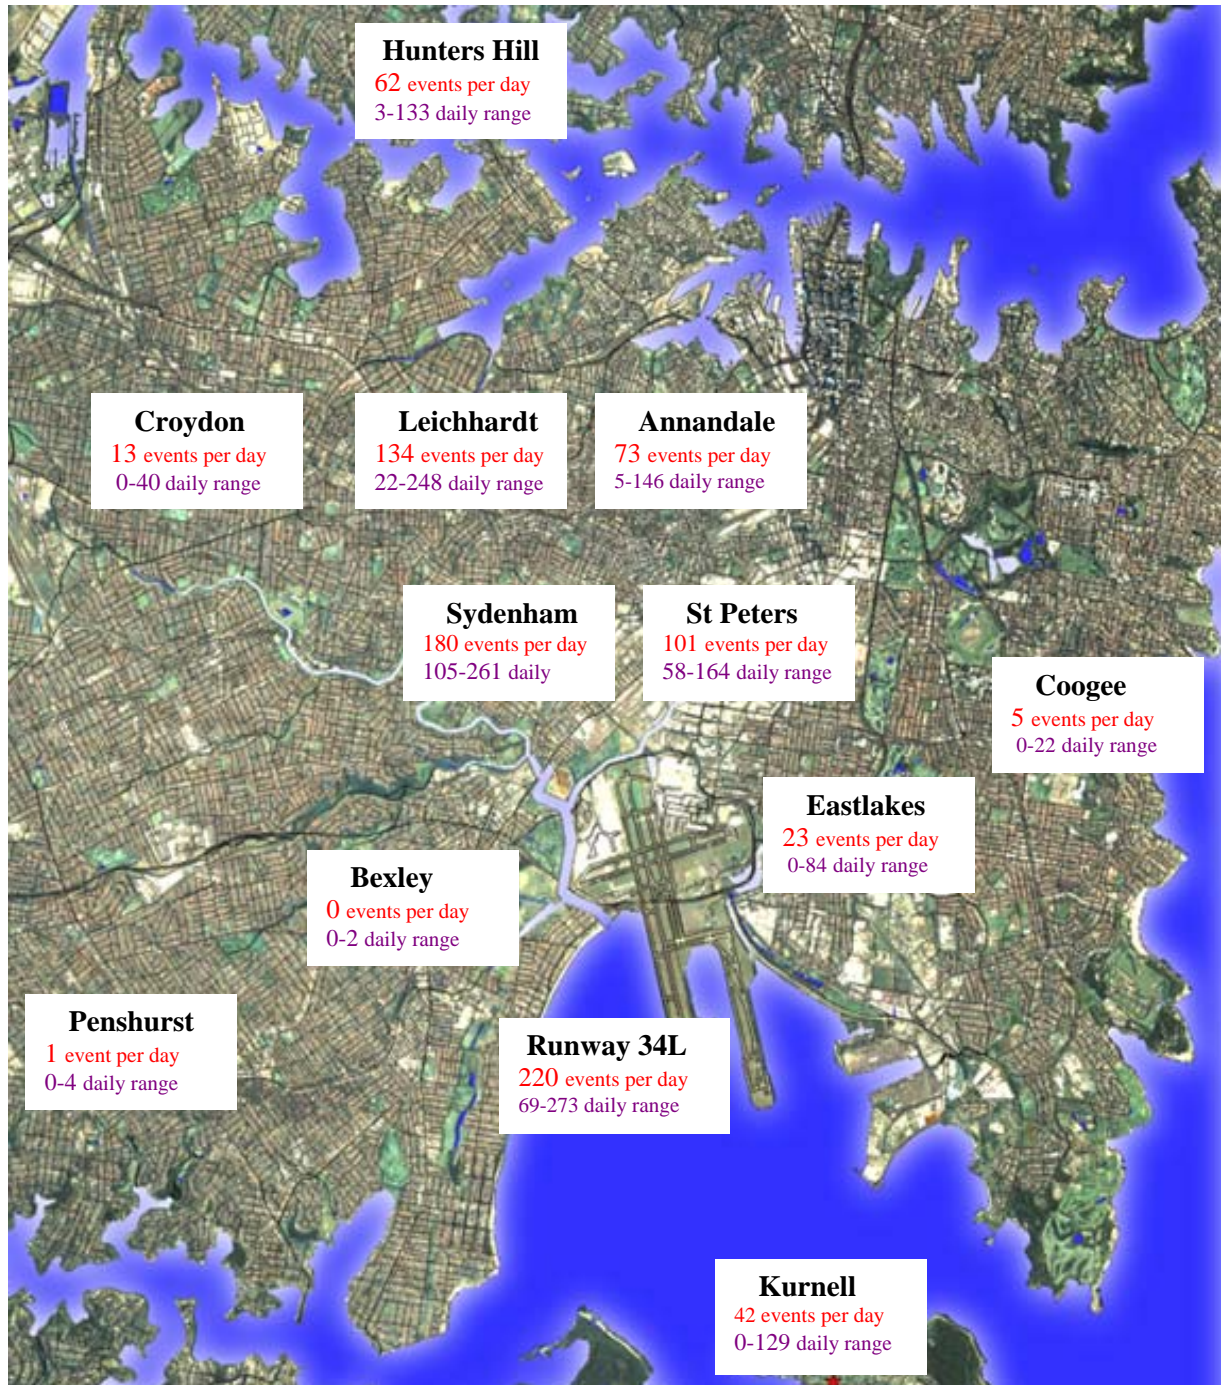 Hunters Hill
62 events per day
3-133 daily range
Croydon
13 events per day
0-40 daily range
Leichhardt
134 events per day
22-248 daily range
Annandale
73 events per day
5-146 daily range
Sydenham
180 events per day
105-261 daily
St Peters
101 events per day
58-164 daily range
Coogee
5 events per day
0-22 daily range
Eastlakes
23 events per day
0-84 daily range
Bexley
0 events per day
0-2 daily range
Penshurst
1 event per day
0-4 daily range
Runway 34L
220 events per day
69-273 daily range
Kurnell
42 events per day
0-129 daily range